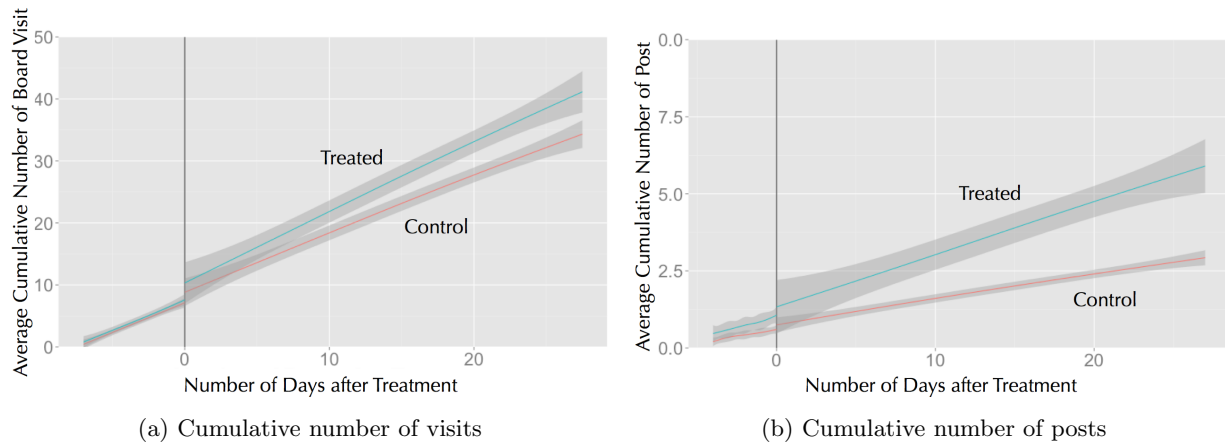 Average Cumulative Number of Board Visit
50
40
30
20
10
0
Treated
Control
0
10
20
Number of Days after Treatment
(a) Cumulative number of visits
Average Cumulative Number of Post
0.0
7.5
5.0
2.5
0.0
Treated
Control
0
10
20
Number of Days after Treatment
(b) Cumulative number of posts